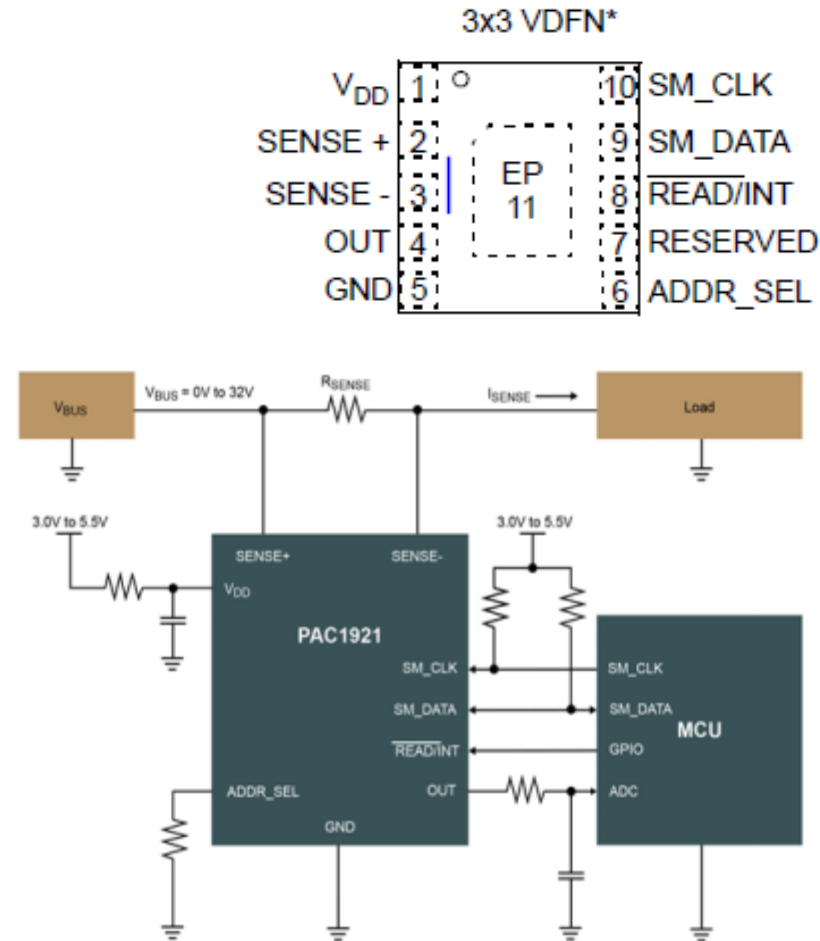 3x3 VDFN*
VDD 1 10 SM_CLK
SENSE + 2 9 SM_DATA
SENSE - 3 EP 11 8 READ/INT
OUT 4 7 RESERVED
GND 5 6 ADDR_SEL
VBUS
VBUS = 0V to 32V
RSENSE
ISENSE
Load
3.0V to 5.5V
3.0V to 5.5V
SENSE+ SENSE-
VDD
PAC1921
SM_CLK SM_CLK
SM_DATA SM_DATA
MCU
READ/INT GPIO
ADDR_SEL OUT ADC
GND